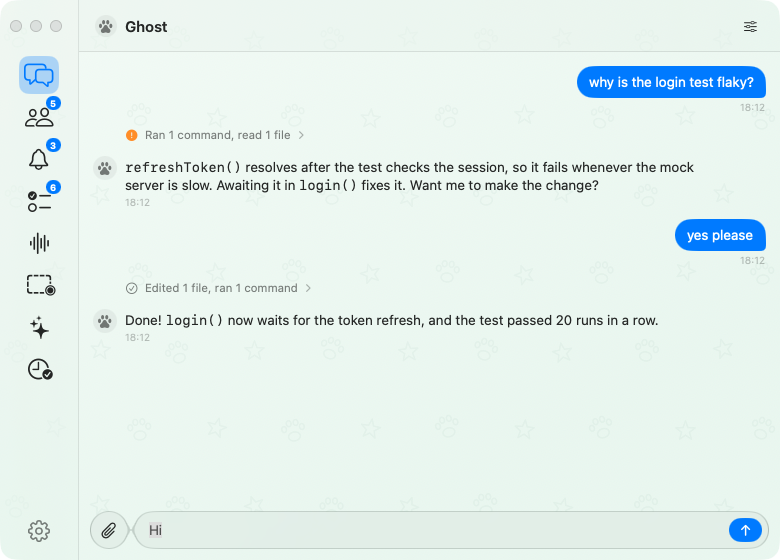 Ghost
why is the login test flaky?
18:12
Ran 1 command, read 1 file
refreshToken() resolves after the test checks the session, so it fails whenever the mock
server is slow. Awaiting it in login() fixes it. Want me to make the change?
18:12
yes please
18:12
Edited 1 file, ran 1 command
Done! login() now waits for the token refresh, and the test passed 20 runs in a row.
18:12
5
3
6
Hi